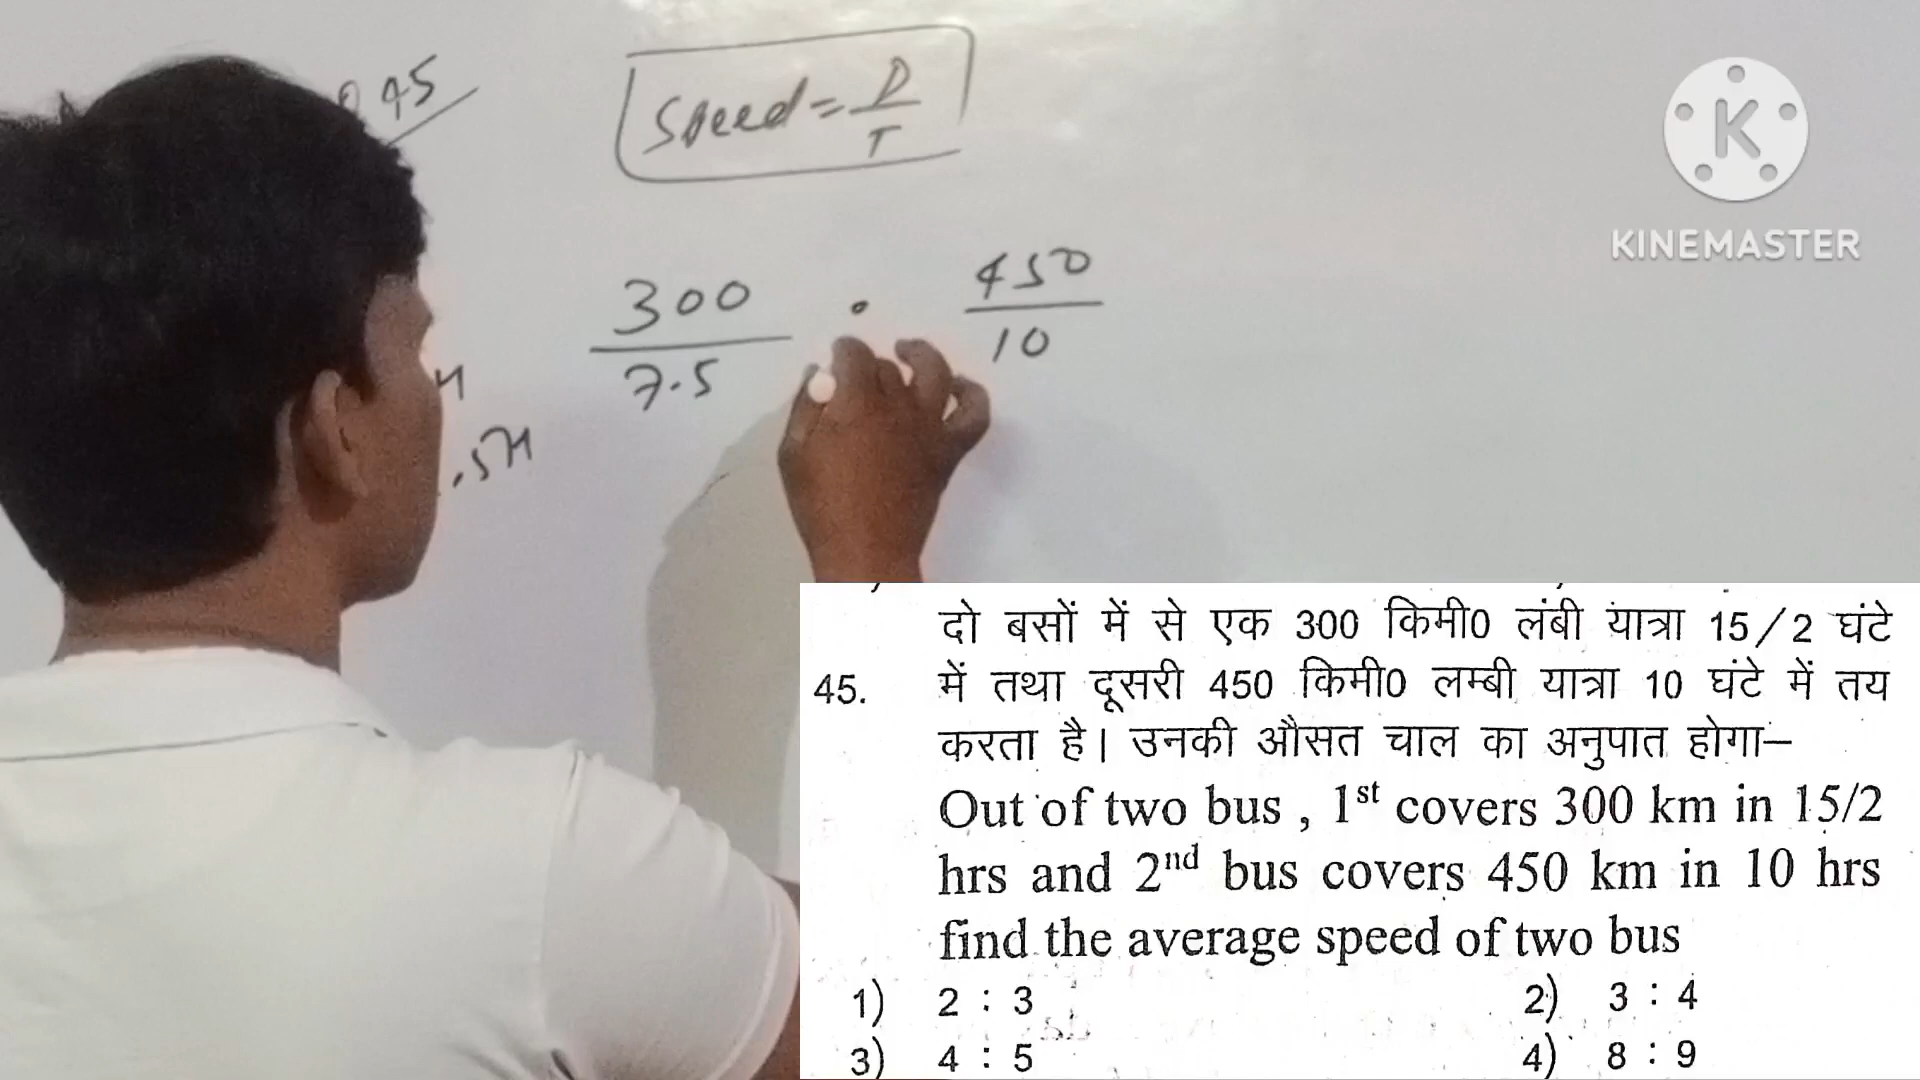 45
Speed = D/T
KINEMASTER
300 : 450
7.5 10
.5H
दो बसों में से एक 300 किमी0 लंबी यात्रा 15/2 घंटे
45. में तथा दूसरी 450 किमी0 लम्बी यात्रा 10 घंटे में तय
करता है। उनकी औसत चाल का अनुपात होगा–
Out of two bus , 1st covers 300 km in 15/2
hrs and 2nd bus covers 450 km in 10 hrs
find the average speed of two bus
1) 2 : 3 2) 3 : 4
3) 4 : 5 4) 8 : 9